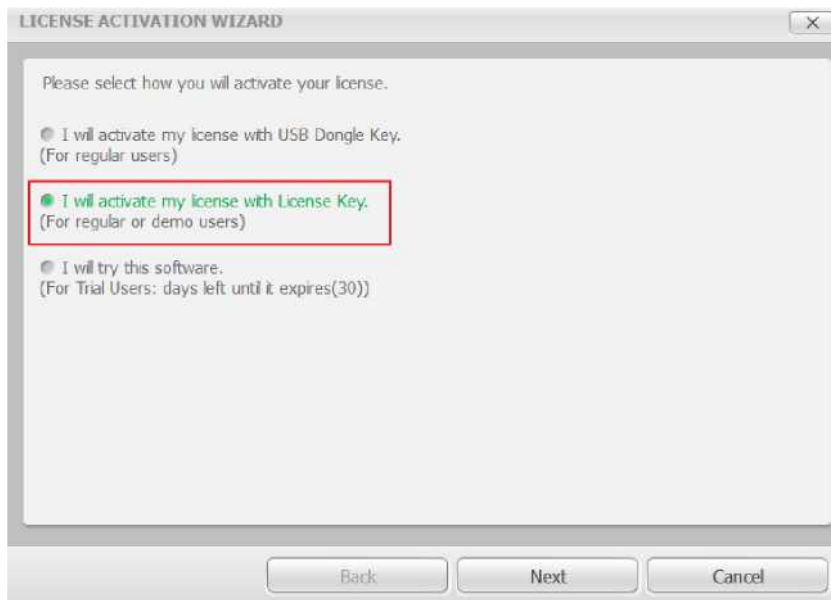 LICENSE ACTIVATION WIZARD
Please select how you will activate your license.
I will activate my license with USB Dongle Key.
(For regular users)
I will activate my license with License Key.
(For regular or demo users)
I will try this software.
(For Trial Users: days left until it expires(30))
Back Next Cancel